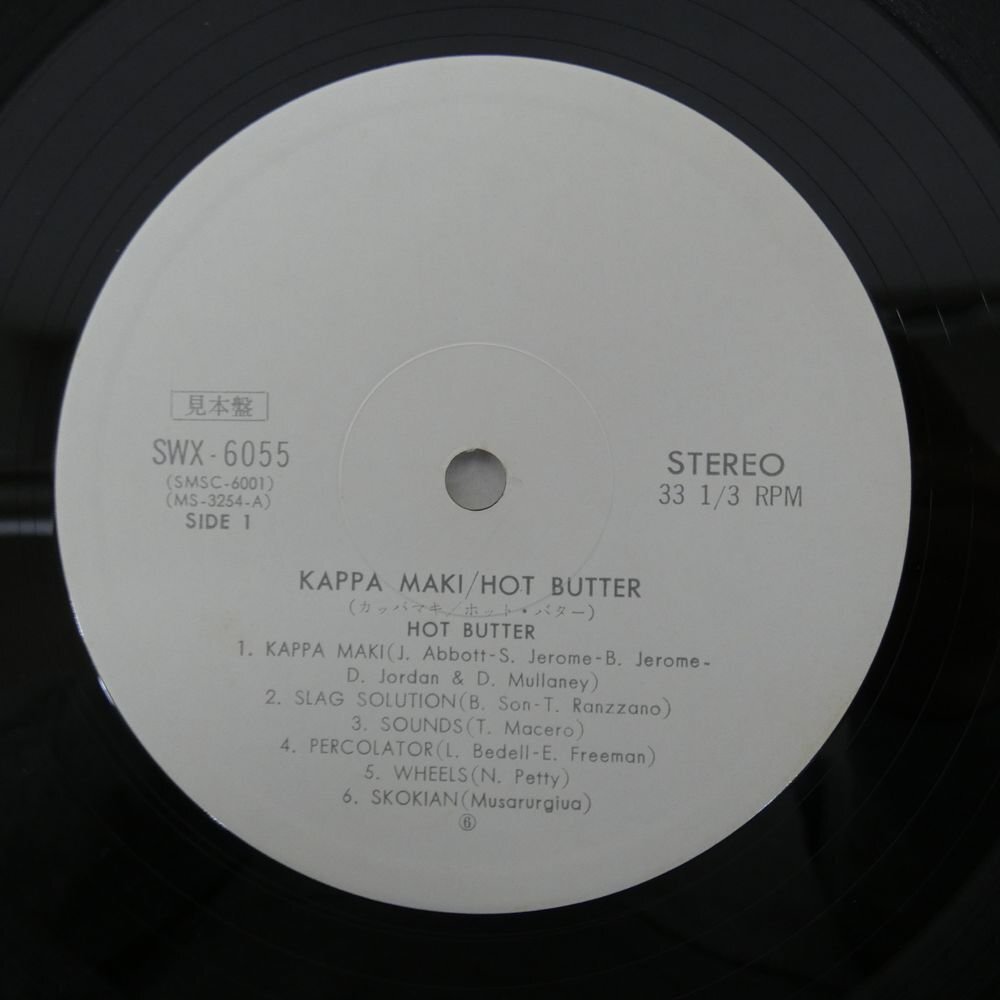 見本盤
SWX-6055
(SMSC-6001)
(MS-3254-A)
SIDE 1
STEREO
33 1/3 RPM
KAPPA MAKI/HOT BUTTER
(カッパマキ/ホット・バター)
HOT BUTTER
1. KAPPA MAKI(J. Abbott-S. Jerome-B. Jerome-
D. Jordan & D. Mullaney)
2. SLAG SOLUTION(B. Son-T. Ranzzano)
3. SOUNDS(T. Macero)
4. PERCOLATOR(L. Bedell-E. Freeman)
5. WHEELS(N. Petty)
6. SKOKIAN(Musarurgiua)
⑥